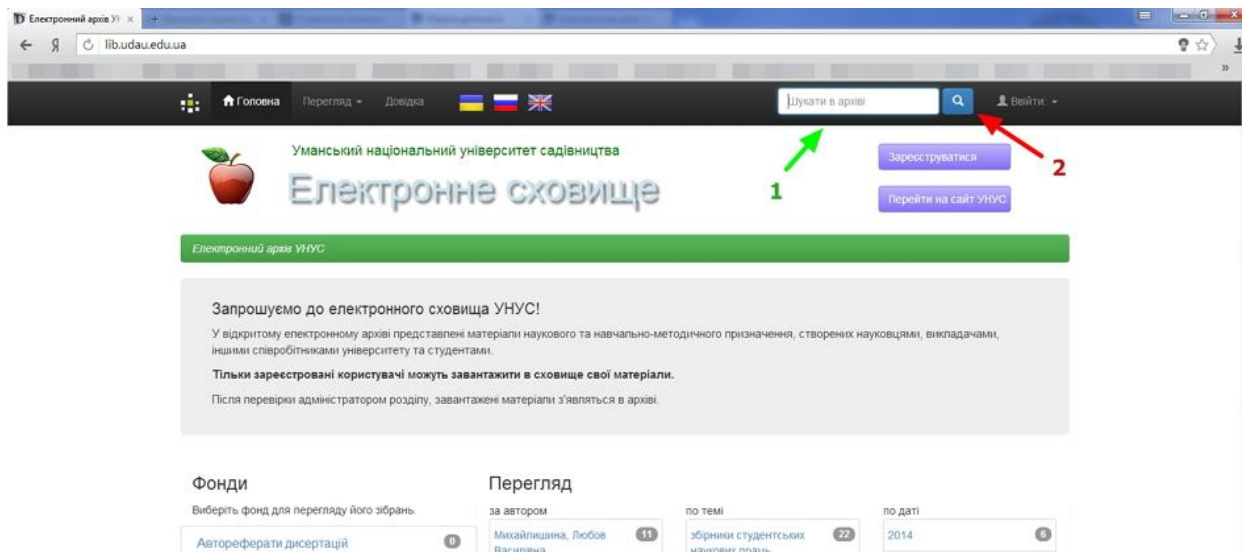 Електронний архів У
lib.udau.edu.ua
Головна Перегляд Довідка Шукати в архіві Ввійти:
1
2
Уманський національний університет садівництва
Електронне сховище
Зареєструватися
Перейти на сайт УНУС
Електронний архів УНУС
Запрошуємо до електронного сховища УНУС!
У відкритому електронному архіві представлені матеріали наукового та навчально-методичного призначення, створених науковцями, викладачами,
іншими співробітниками університету та студентами.
Тільки зареєстровані користувачі можуть завантажити в сховище свої матеріали.
Після перевірки адміністратором розділу, завантажені матеріали з'являться в архіві.
Фонди
Виберіть фонд для перегляду його зібрань.
Автореферати дисертацій 0
Перегляд
за автором
Михайлишина, Любов 11
Василівна
по темі
збірники студентських 22
наукових праць
по даті
2014 6